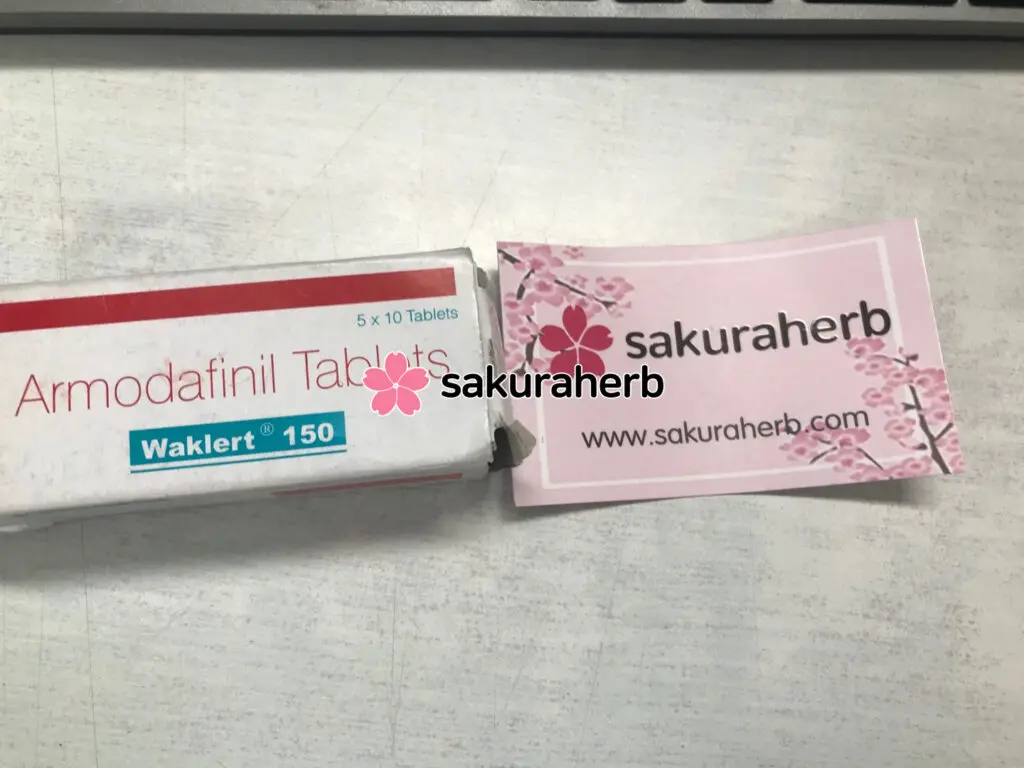 5 x 10 Tablets
Armodafinil Tablets
Waklert ® 150
sakuraherb
sakuraherb
www.sakuraherb.com